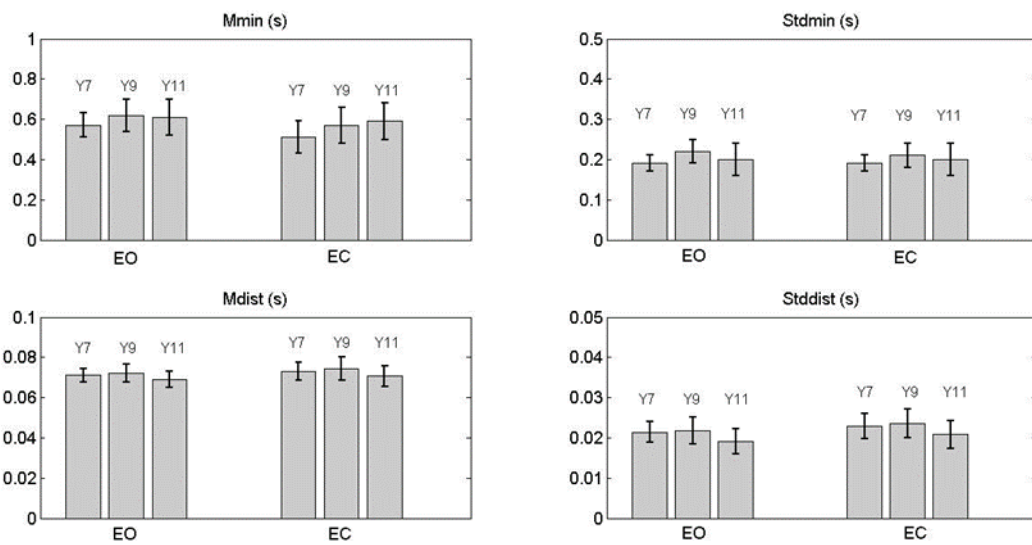 Mmin (s)
1
0.8
0.6
0.4
0.2
0
Y7 Y9 Y11
Y7 Y9 Y11
EO EC
Stdmin (s)
0.5
0.4
0.3
0.2
0.1
0
Y7 Y9 Y11
Y7 Y9 Y11
EO EC
Mdist (s)
0.1
0.08
0.06
0.04
0.02
0
Y7 Y9 Y11
Y7 Y9 Y11
EO EC
Stddist (s)
0.05
0.04
0.03
0.02
0.01
0
Y7 Y9 Y11
Y7 Y9 Y11
EO EC